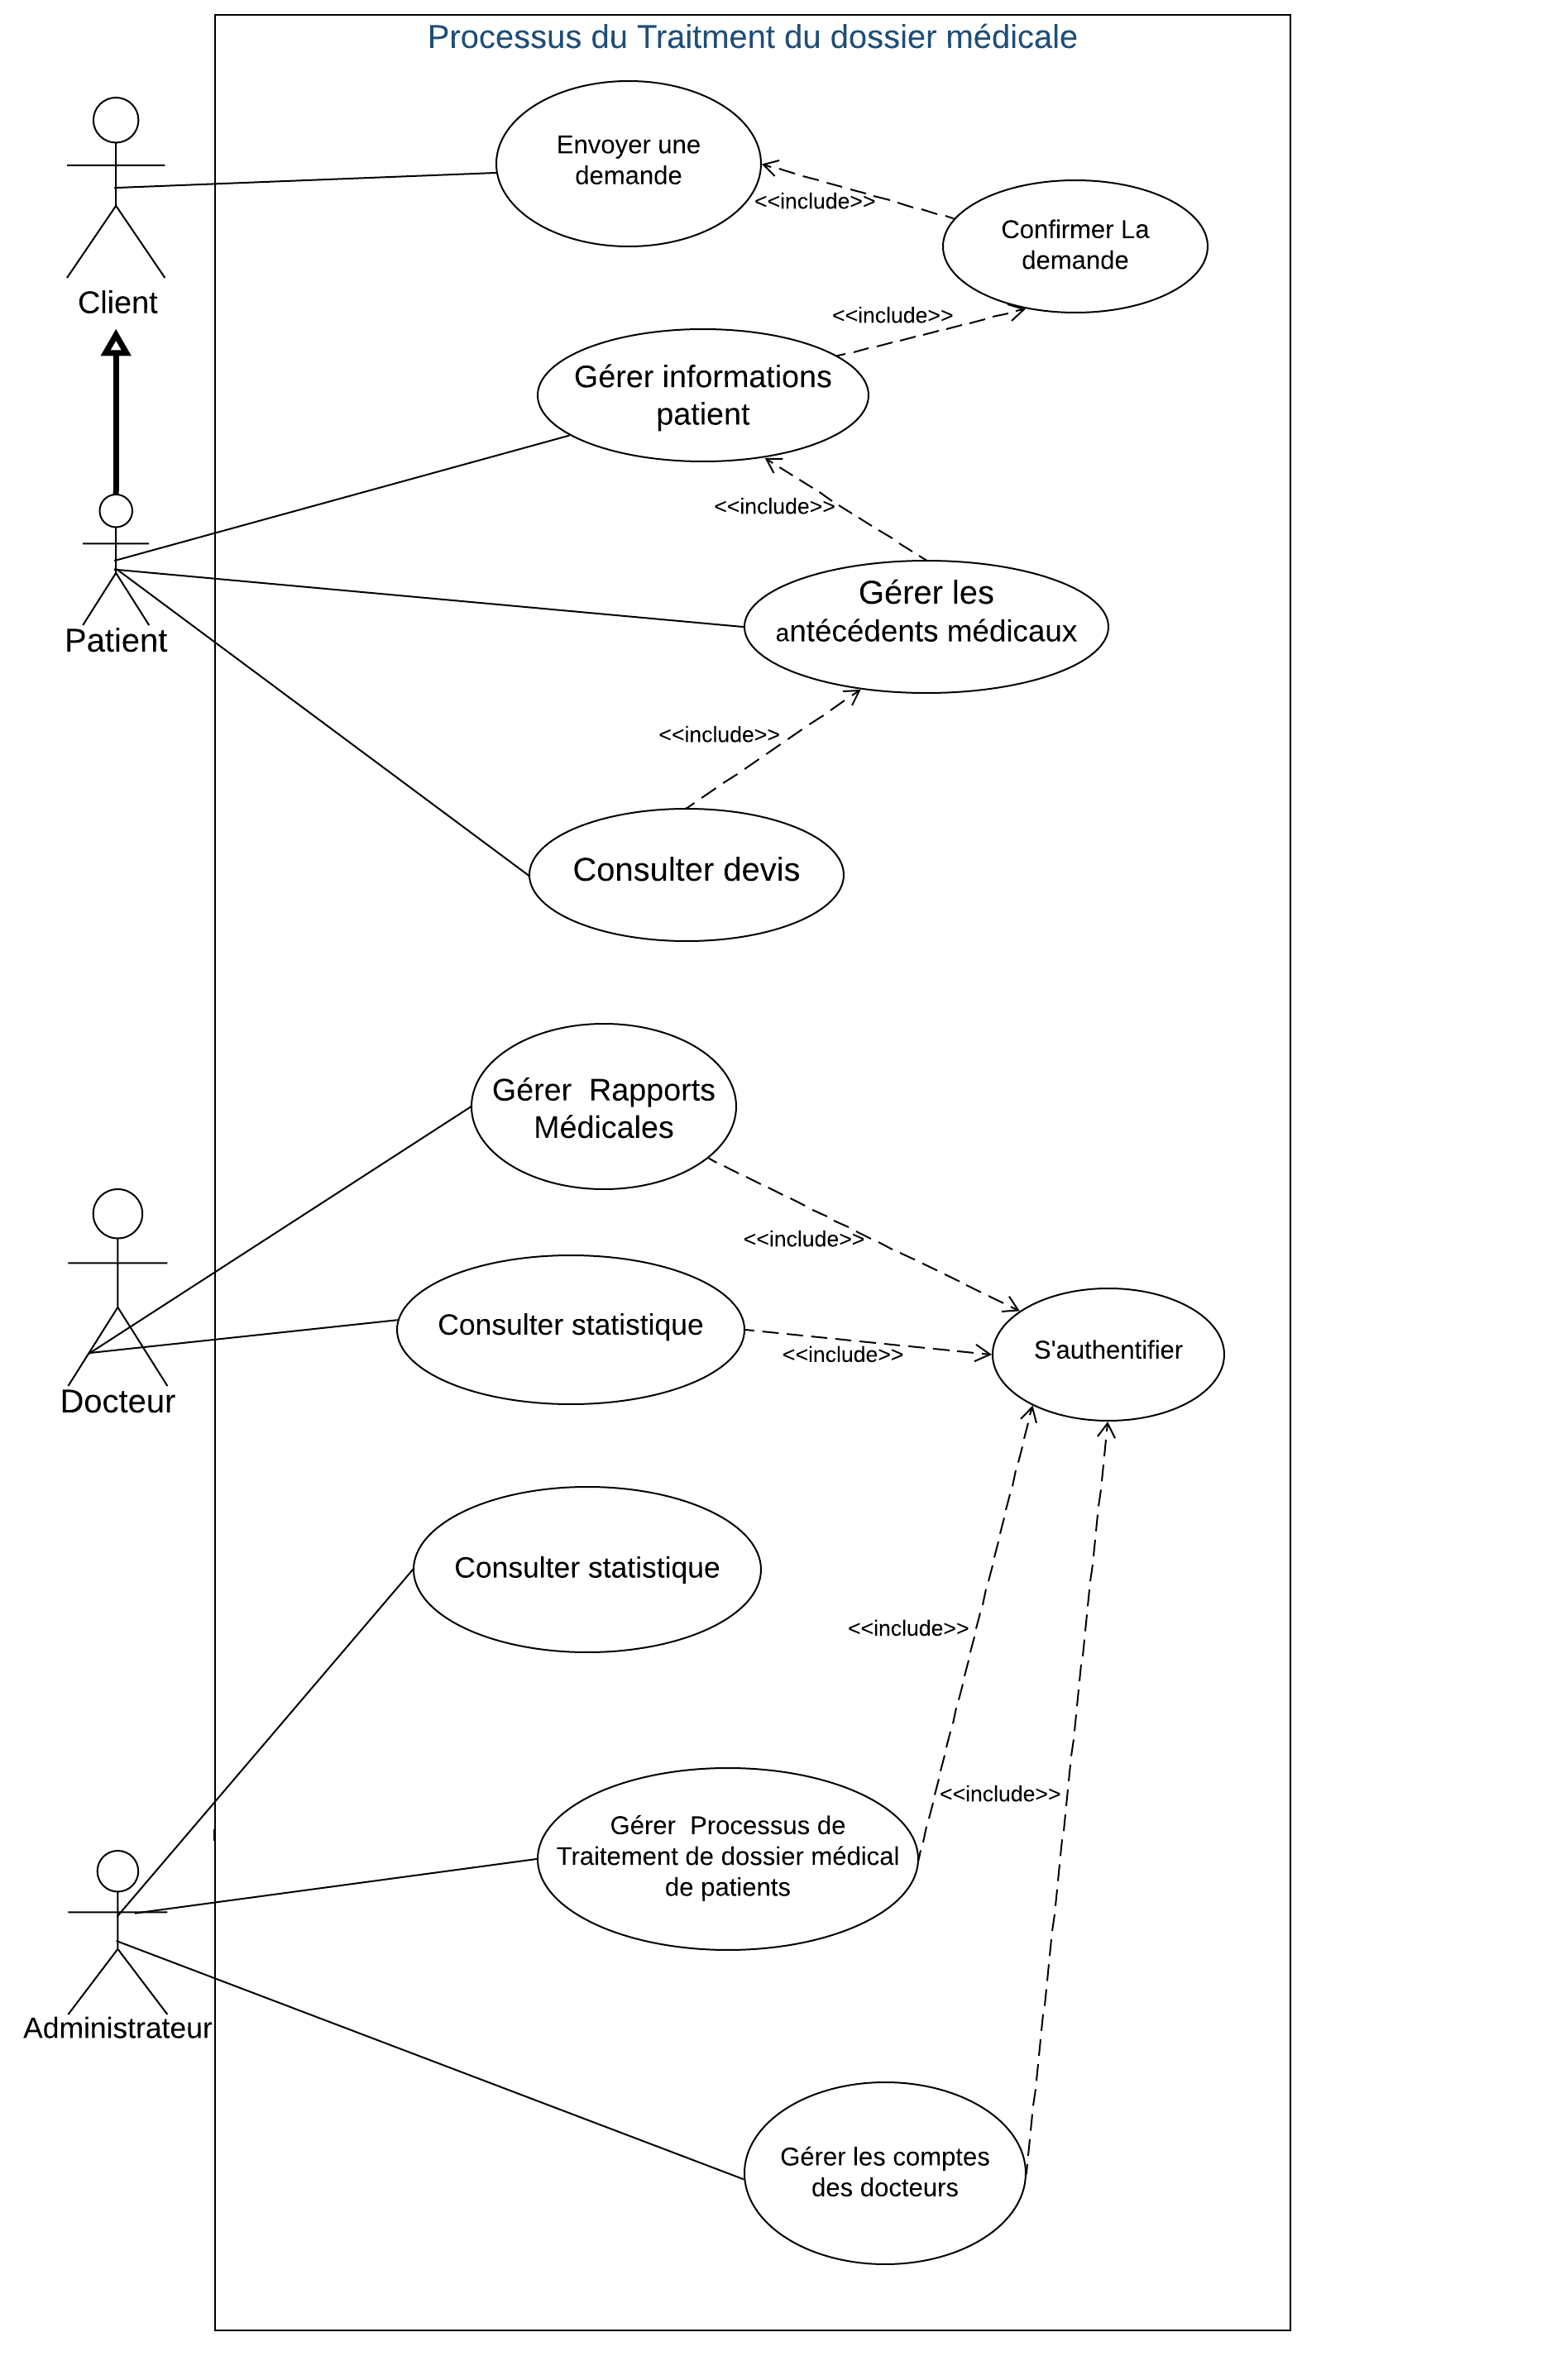 Processus du Traitment du dossier médicale
Envoyer une
demande
<<include>>
Confirmer La
demande
Client
<<include>>
Gérer informations
patient
<<include>>
Gérer les
antécédents médicaux
Patient
<<include>>
Consulter devis
Gérer  Rapports
Médicales
<<include>>
Consulter statistique
<<include>>
S'authentifier
Docteur
Consulter statistique
<<include>>
<<include>>
Gérer  Processus de
Traitement de dossier médical
de patients
Administrateur
Gérer les comptes
des docteurs